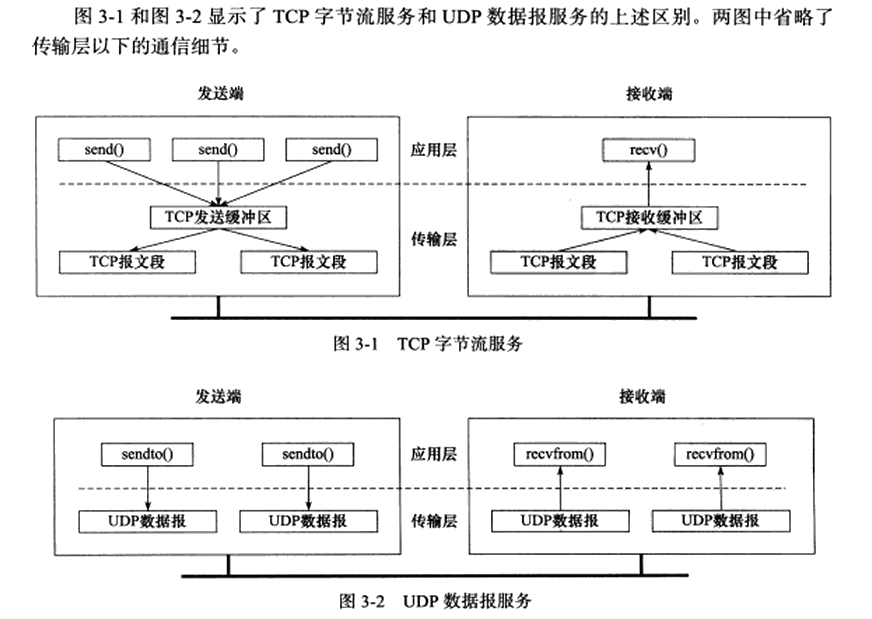 图 3-1 和图 3-2 显示了 TCP 字节流服务和 UDP 数据报服务的上述区别。两图中省略了
传输层以下的通信细节。
发送端 接收端
send() send() send() 应用层 recv()
TCP发送缓冲区 TCP接收缓冲区
传输层
TCP报文段 TCP报文段 TCP报文段 TCP报文段
图 3-1 TCP 字节流服务
发送端 接收端
sendto() sendto() 应用层 recvfrom() recvfrom()
UDP数据报 UDP数据报 传输层 UDP数据报 UDP数据报
图 3-2 UDP 数据报服务